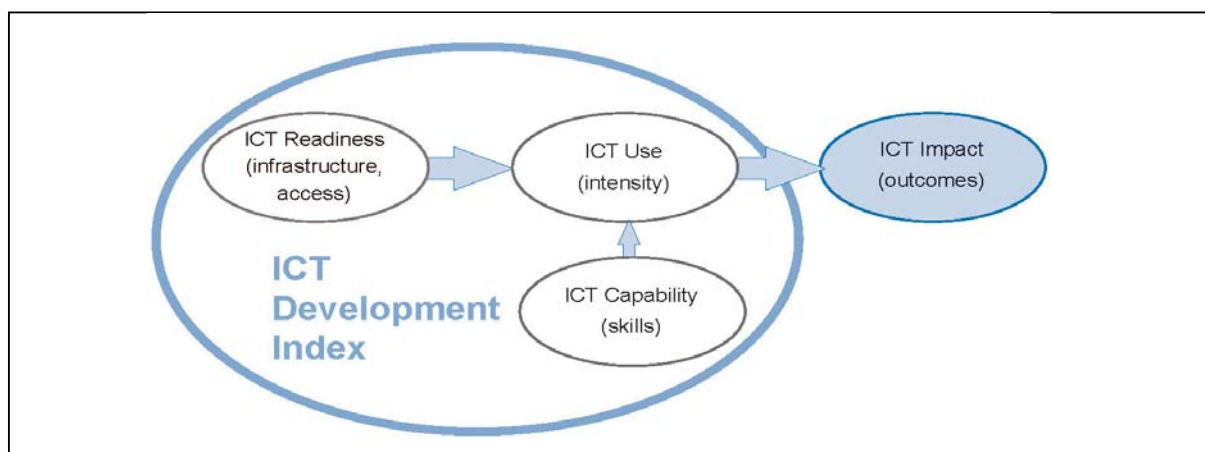 ICT Readiness
(infrastructure,
access)
ICT Use
(intensity)
ICT Impact
(outcomes)
ICT
Development
Index
ICT Capability
(skills)